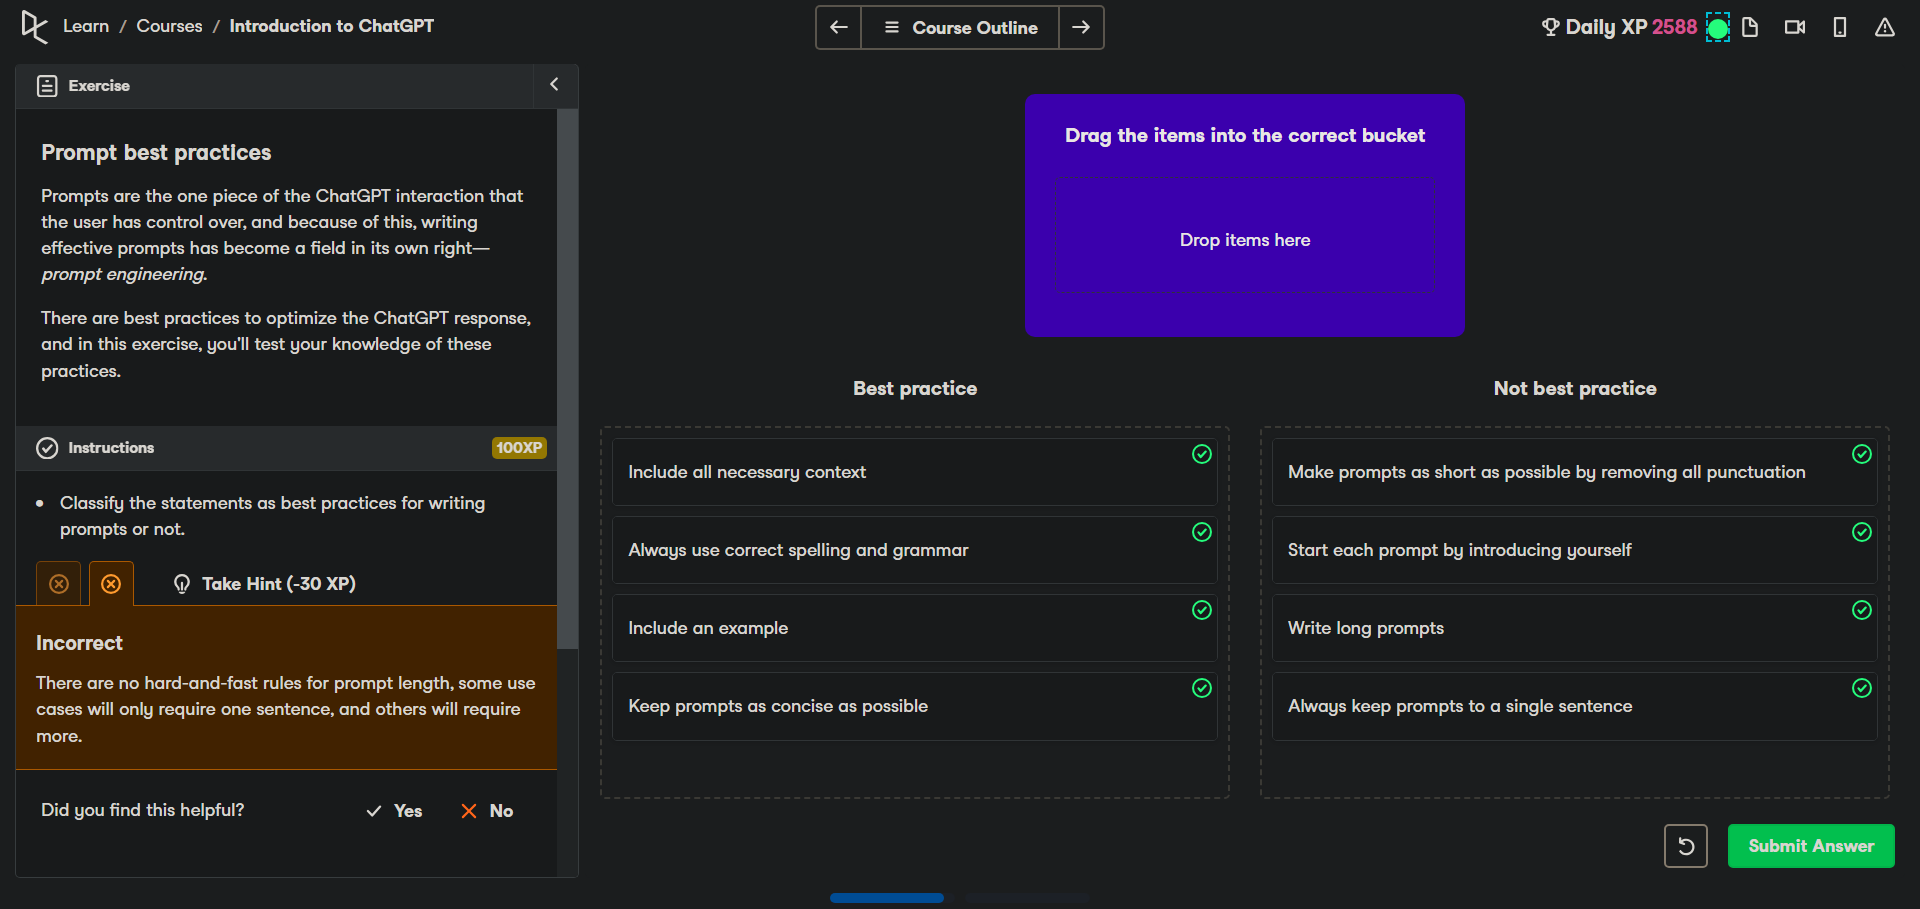 Learn / Courses / Introduction to ChatGPT
Course Outline
Daily XP 2588
Exercise
Prompt best practices
Prompts are the one piece of the ChatGPT interaction that
the user has control over, and because of this, writing
effective prompts has become a field in its own right—
prompt engineering.
There are best practices to optimize the ChatGPT response,
and in this exercise, you'll test your knowledge of these
practices.
Instructions
100XP
Classify the statements as best practices for writing
prompts or not.
Take Hint (-30 XP)
Incorrect
There are no hard-and-fast rules for prompt length, some use
cases will only require one sentence, and others will require
more.
Did you find this helpful?
Yes
No
Drag the items into the correct bucket
Drop items here
Best practice
Include all necessary context
Always use correct spelling and grammar
Include an example
Keep prompts as concise as possible
Not best practice
Make prompts as short as possible by removing all punctuation
Start each prompt by introducing yourself
Write long prompts
Always keep prompts to a single sentence
Submit Answer